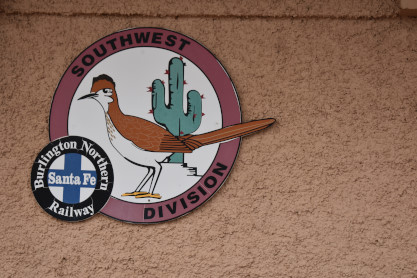 SOUTHWEST
DIVISION
Burlington Northern
Santa Fe
Railway